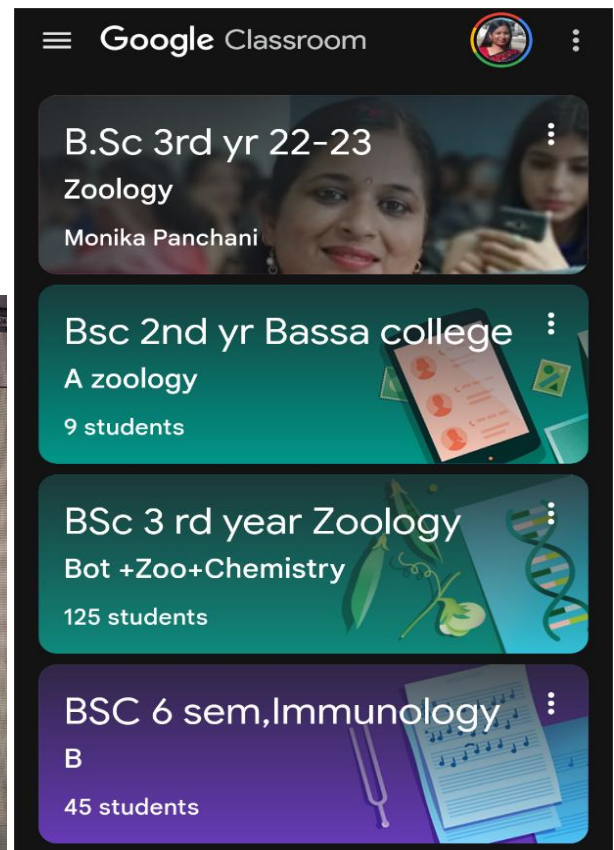 Google Classroom
B.Sc 3rd yr 22-23
Zoology
Monika Panchani
Bsc 2nd yr Bassa college
A zoology
9 students
BSc 3 rd year Zoology
Bot +Zoo+Chemistry
125 students
BSC 6 sem,Immunology
B
45 students